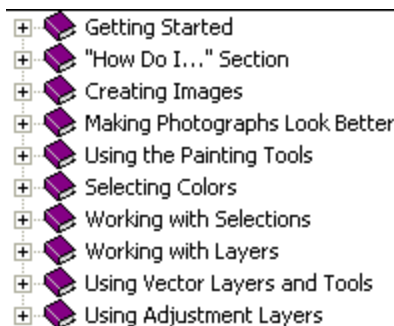 Getting Started
"How Do I..." Section
Creating Images
Making Photographs Look Better
Using the Painting Tools
Selecting Colors
Working with Selections
Working with Layers
Using Vector Layers and Tools
Using Adjustment Layers